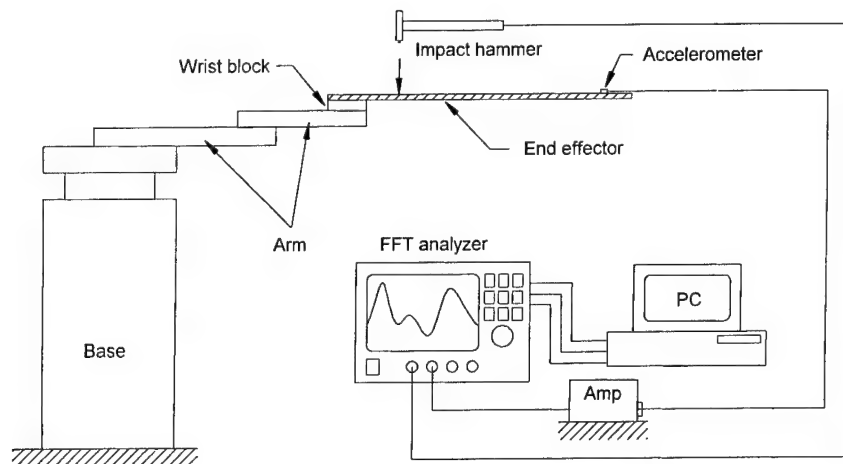 Impact hammer
Accelerometer
Wrist block
End effector
Arm
FFT analyzer
PC
Base
Amp